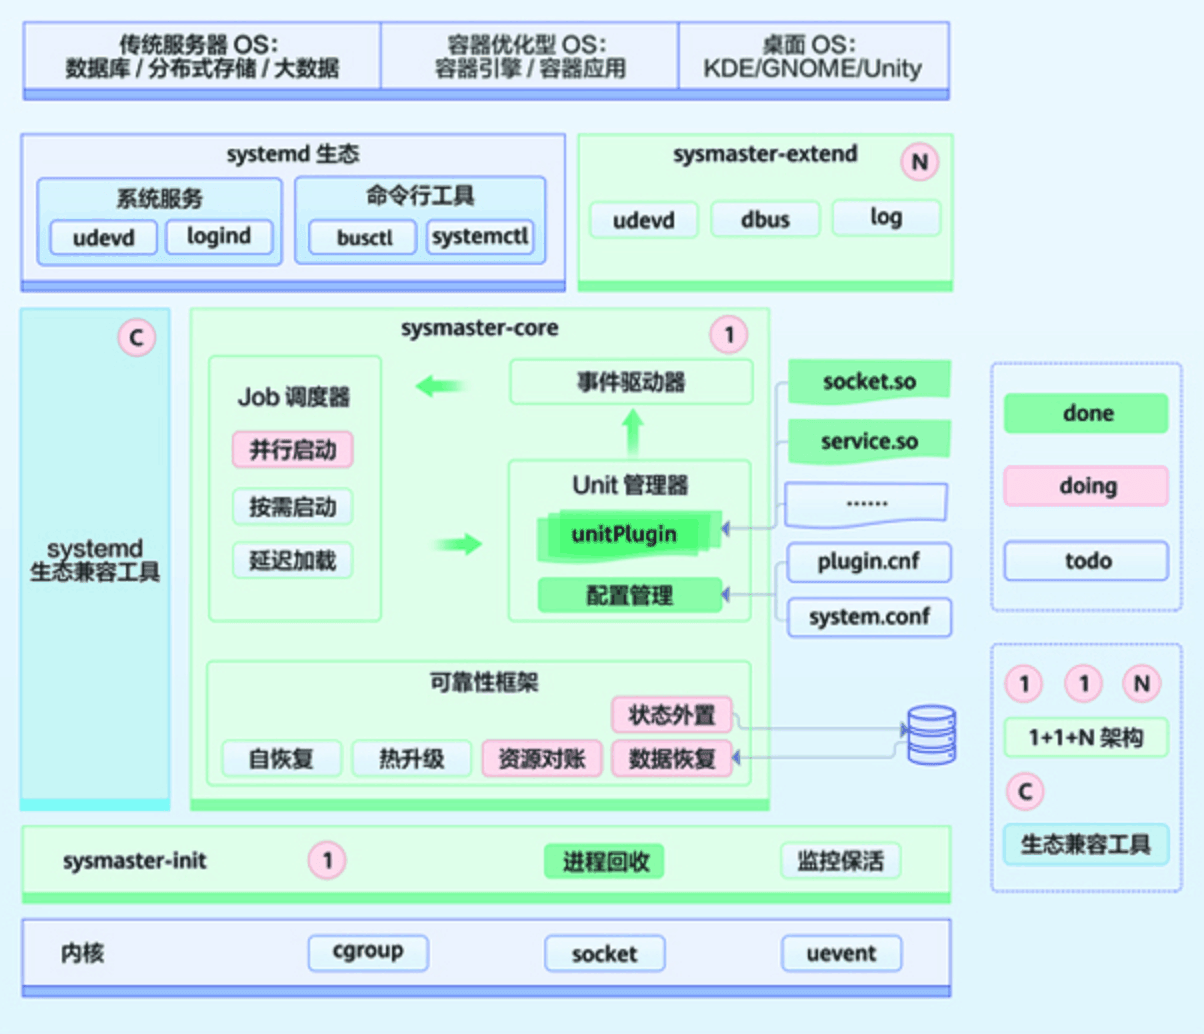 传统服务器 OS：
数据库 / 分布式存储 / 大数据
容器优化型 OS：
容器引擎 / 容器应用
桌面 OS：
KDE/GNOME/Unity
systemd 生态
系统服务
udevd
logind
命令行工具
busctl
systemctl
sysmaster-extend
N
udevd
dbus
log
C
systemd
生态兼容工具
sysmaster-core
1
Job 调度器
并行启动
按需启动
延迟加载
事件驱动器
Unit 管理器
unitPlugin
配置管理
socket.so
service.so
......
plugin.cnf
system.conf
可靠性框架
状态外置
自恢复
热升级
资源对账
数据恢复
done
doing
todo
1 1 N
1+1+N 架构
C
生态兼容工具
sysmaster-init
1
进程回收
监控保活
内核
cgroup
socket
uevent